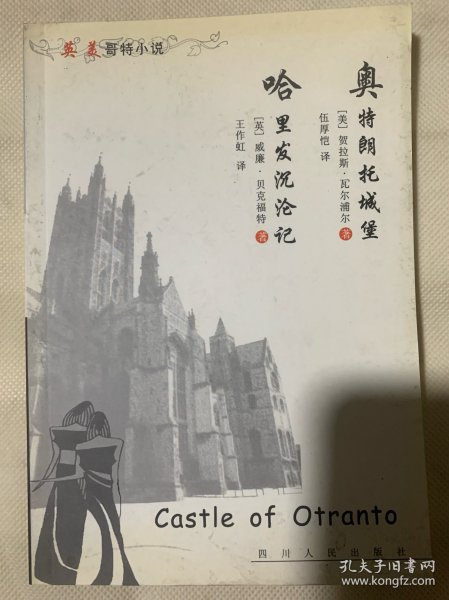 英美哥特小说
奥特朗托城堡
[美] 贺拉斯·瓦尔浦尔 著
伍厚恺 译
哈里发沉沦记
[英] 威廉·贝克福特 著
王作虹 译
Castle of Otranto
四川人民出版社
孔夫子旧书网
www.kongfz.com